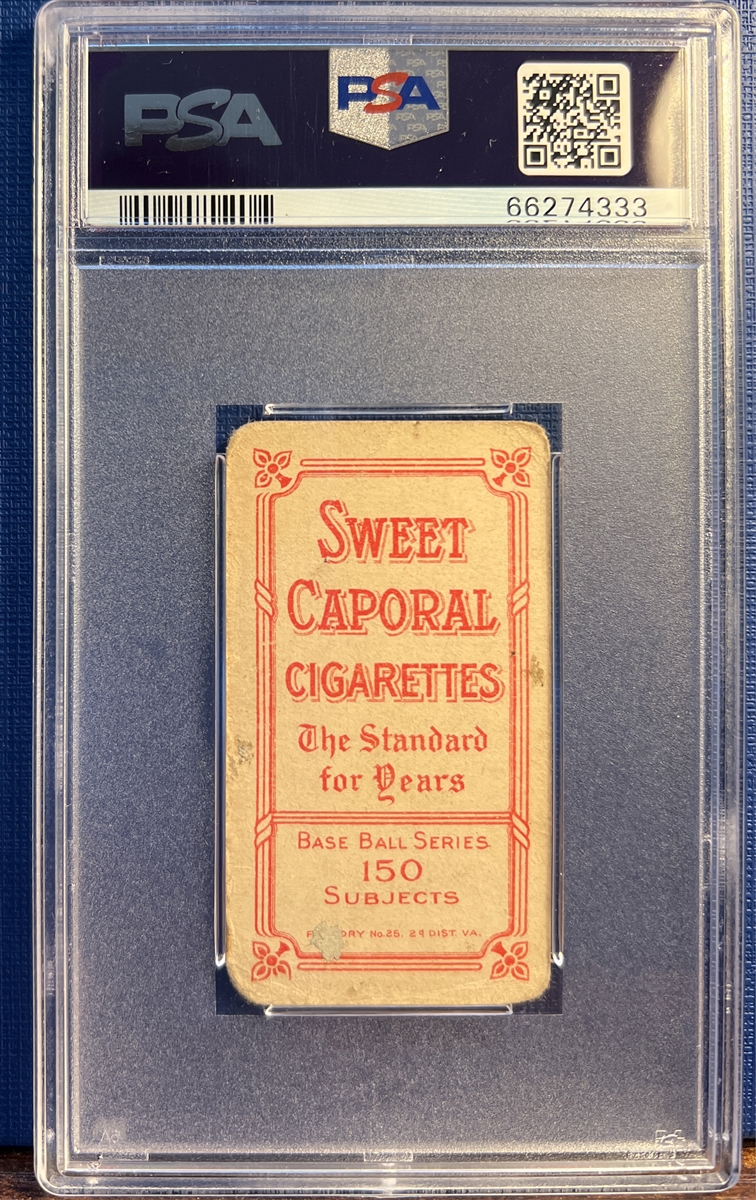 PSA
PSA
66274333
SWEET
CAPORAL
CIGARETTES
The Standard
for Years
BASE BALL SERIES
150
SUBJECTS
No. 25. 2d DIST. VA.